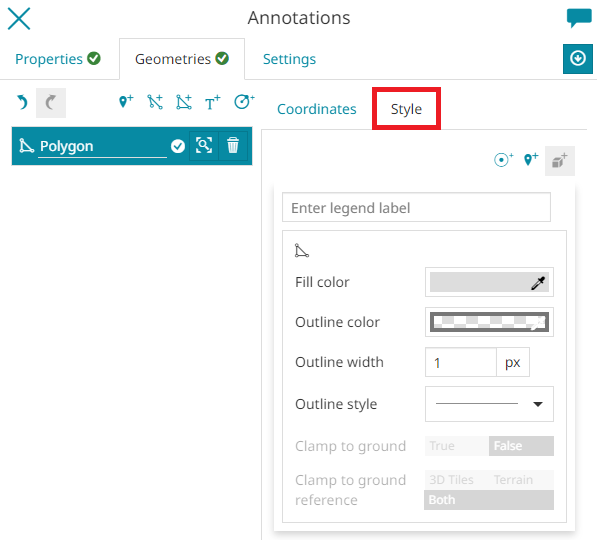 Annotations
Properties Geometries Settings
T
Coordinates Style
Polygon
Enter legend label
Fill color
Outline color
Outline width 1 px
Outline style
Clamp to ground True False
Clamp to ground reference 3D Tiles Terrain
Both